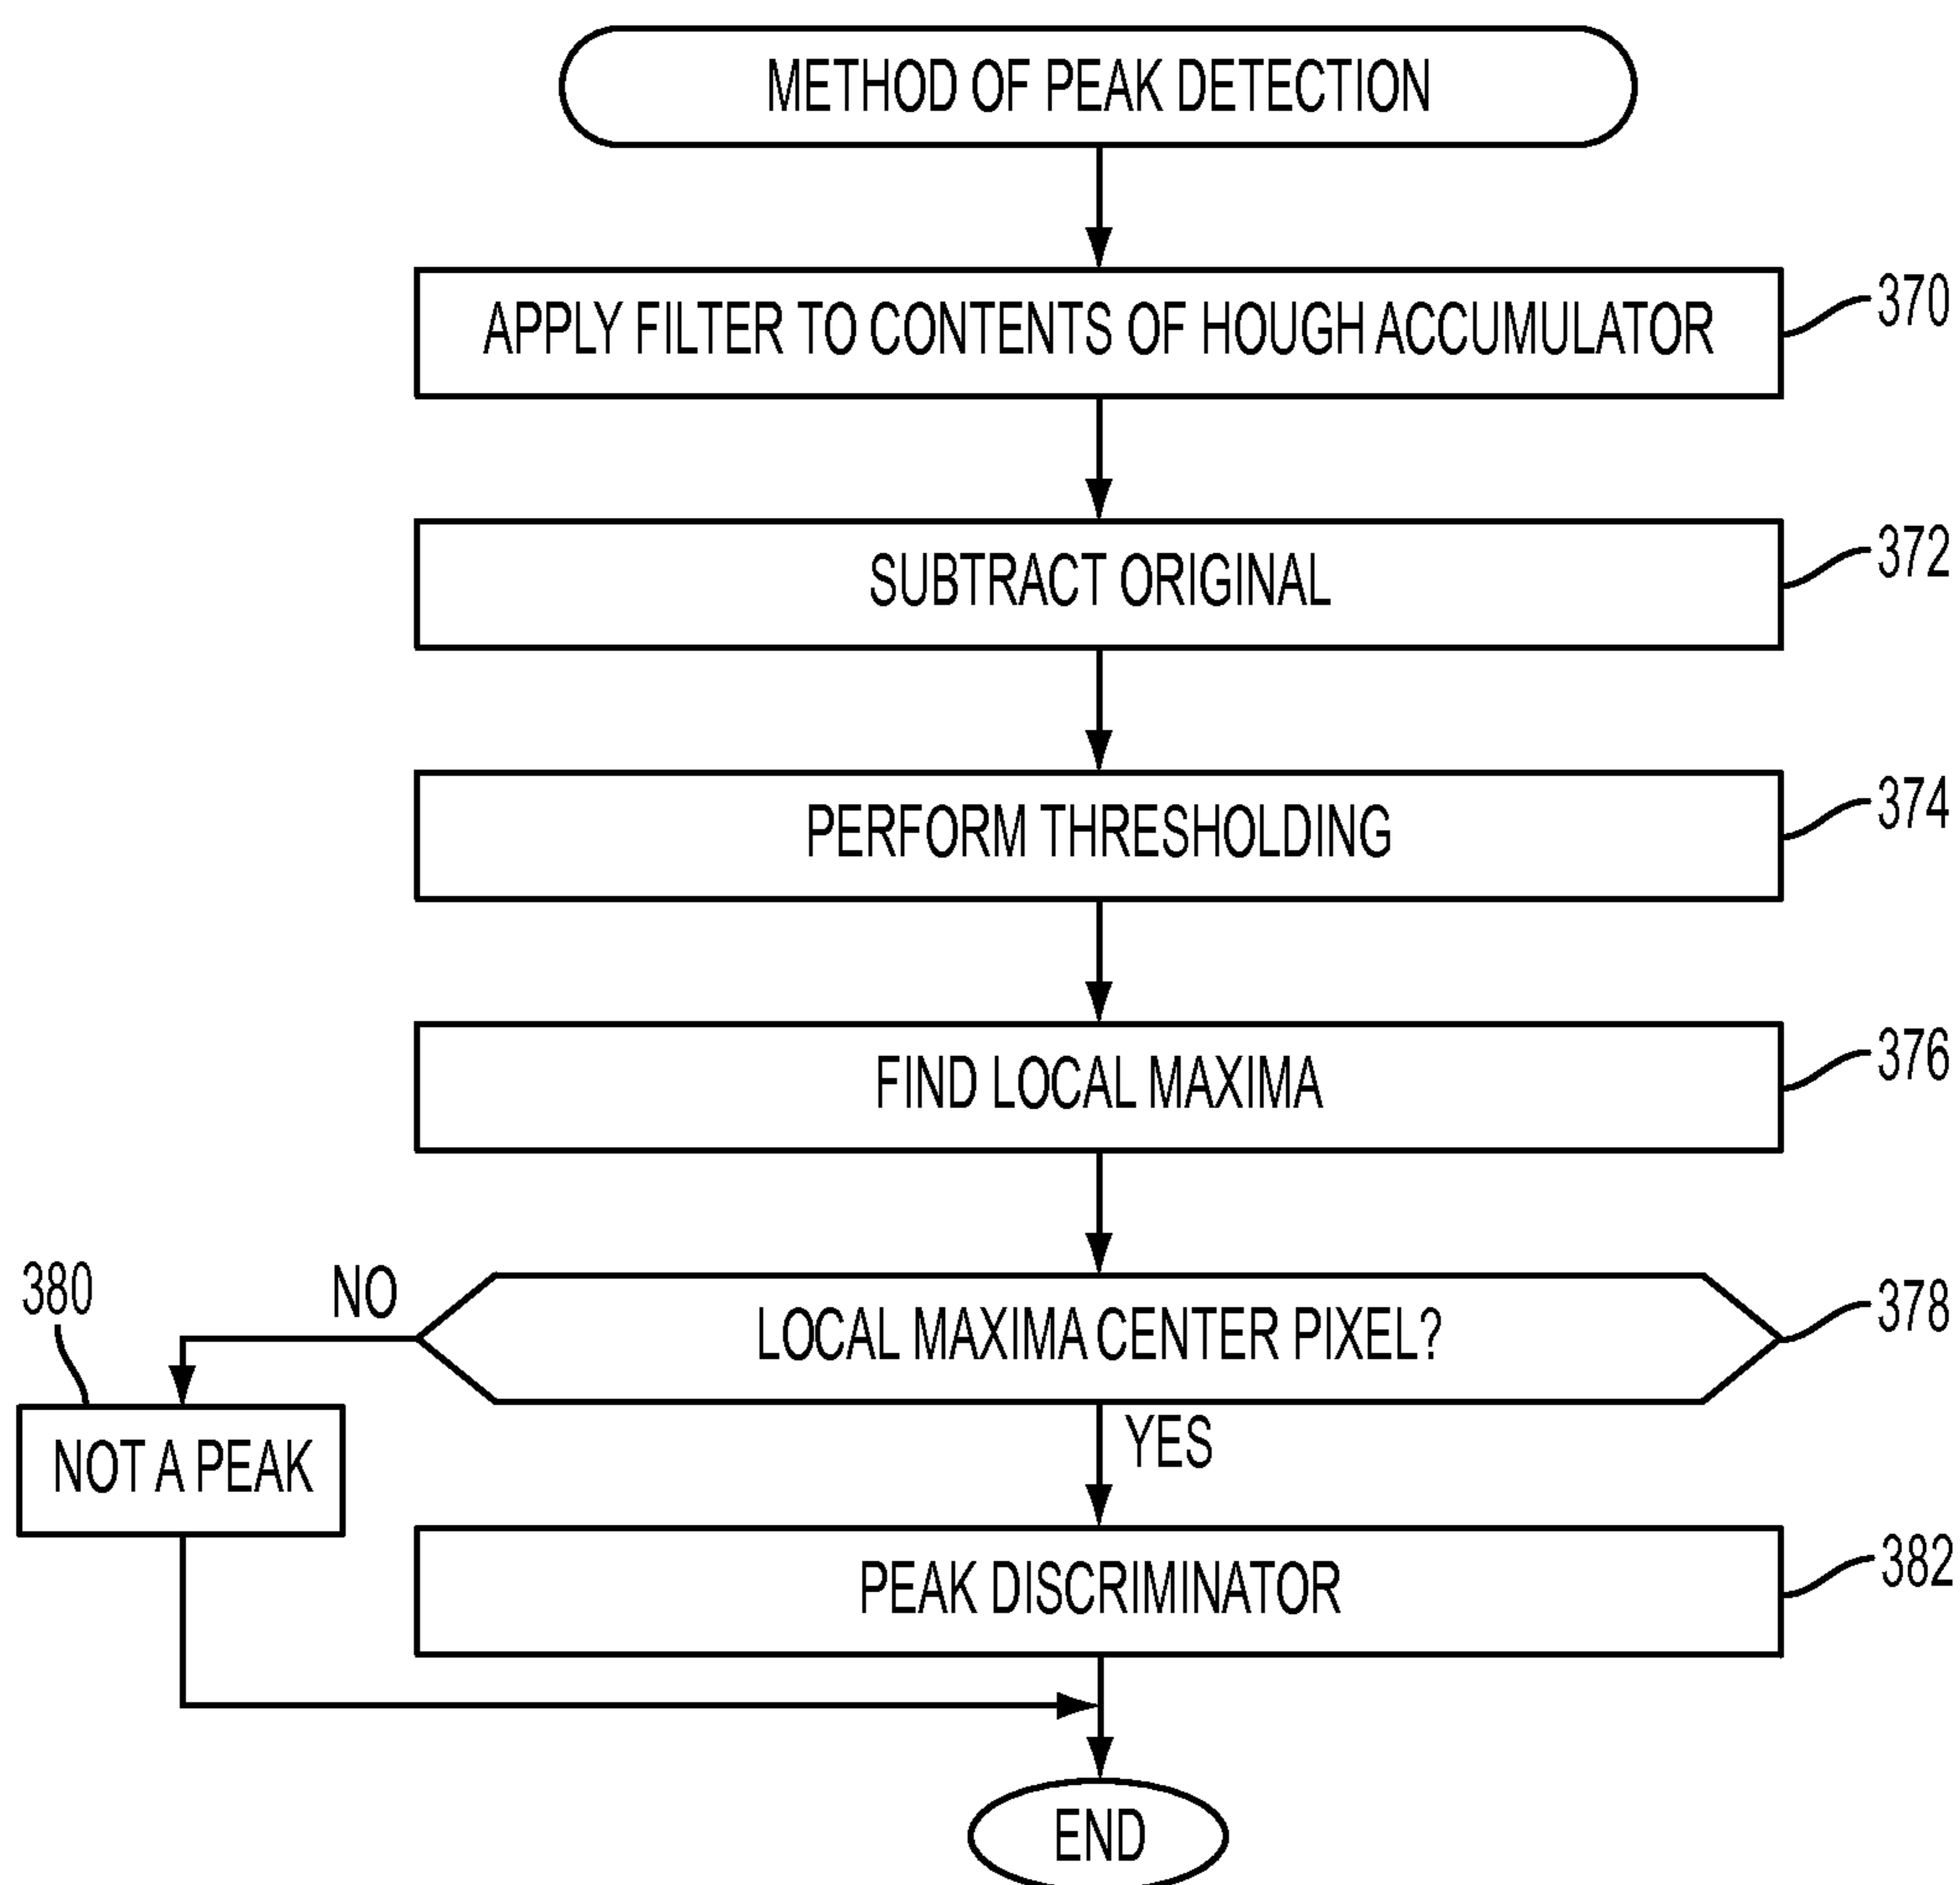 METHOD OF PEAK DETECTION
APPLY FILTER TO CONTENTS OF HOUGH ACCUMULATOR
370
SUBTRACT ORIGINAL
372
PERFORM THRESHOLDING
374
FIND LOCAL MAXIMA
376
380
NO
LOCAL MAXIMA CENTER PIXEL?
378
NOT A PEAK
YES
PEAK DISCRIMINATOR
382
END